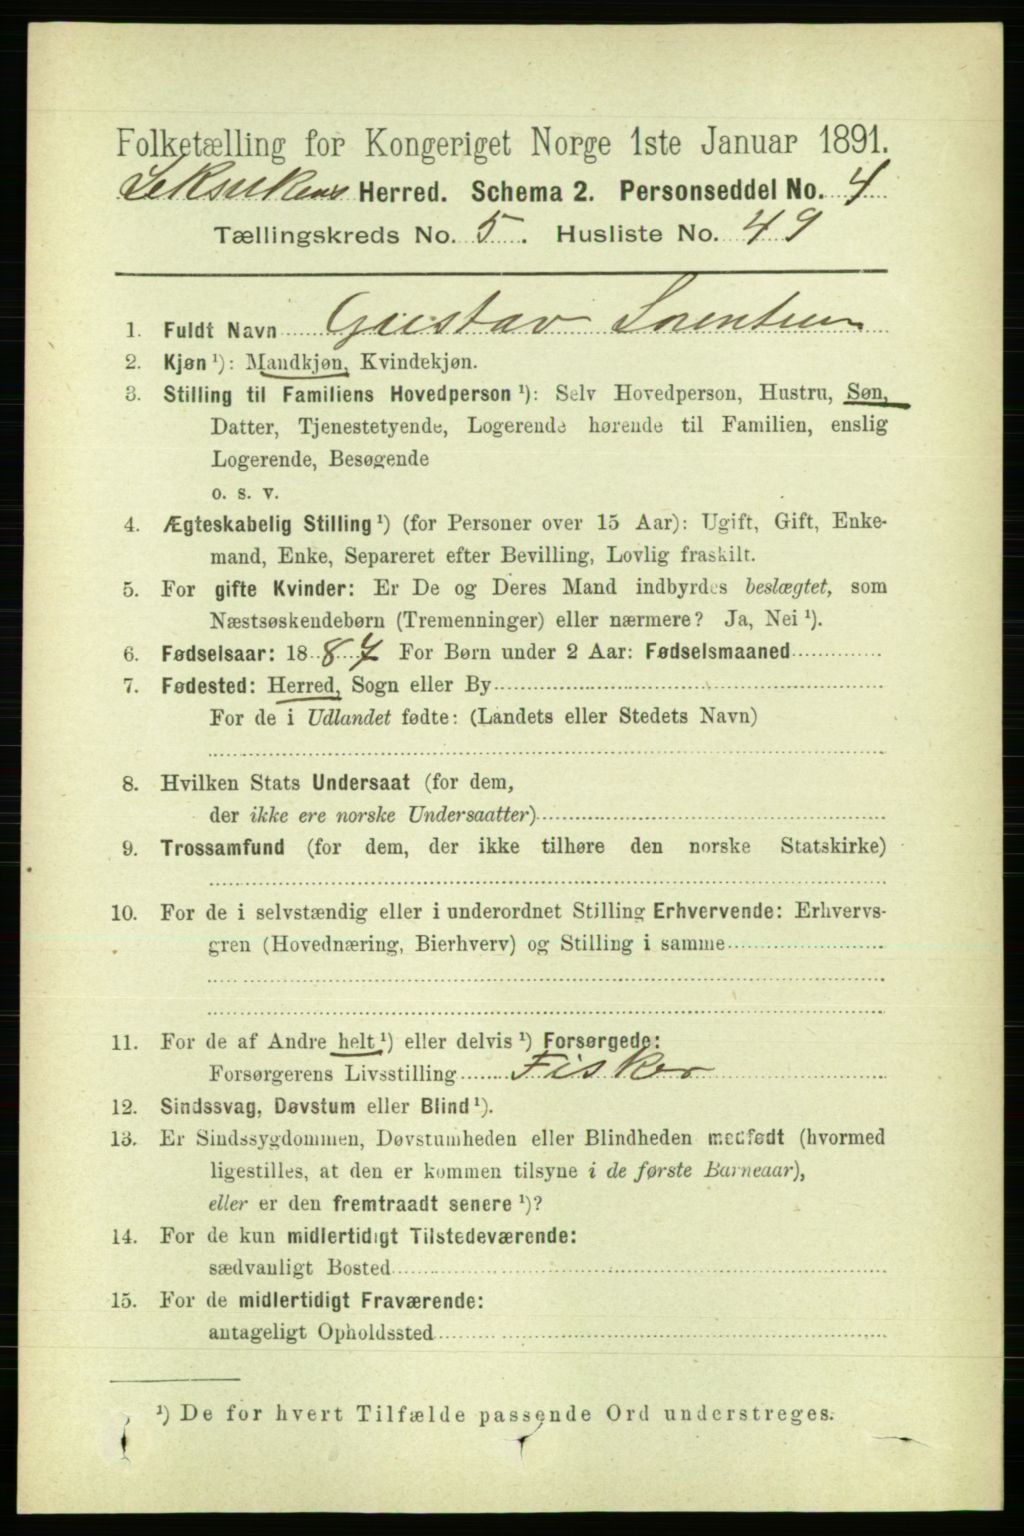 Folketælling for Kongeriget Norge 1ste Januar 1891.
Leksvikens Herred. Schema 2. Personseddel No. 4
Tællingskreds No. 5. Husliste No. 49
1. Fuldt Navn Gustav Lorentsen
2. Kjøn ¹): Mandkjøn, Kvindekjøn.
3. Stilling til Familiens Hovedperson ¹): Selv Hovedperson, Hustru, Søn,
Datter, Tjenestetyende, Logerende hørende til Familien, enslig
Logerende, Besøgende
o. s. v.
4. Ægteskabelig Stilling ¹) (for Personer over 15 Aar): Ugift, Gift, Enke-
mand, Enke, Separeret efter Bevilling, Lovlig fraskilt.
5. For gifte Kvinder: Er De og Deres Mand indbyrdes beslægtet, som
Næstsøskendebørn (Tremenninger) eller nærmere? Ja, Nei ¹).
6. Fødselsaar: 1887 For Børn under 2 Aar: Fødselsmaaned
7. Fødested: Herred, Sogn eller By
For de i Udlandet fødte: (Landets eller Stedets Navn)
8. Hvilken Stats Undersaat (for dem,
der ikke ere norske Undersaatter)
9. Trossamfund (for dem, der ikke tilhøre den norske Statskirke)
10. For de i selvstændig eller i underordnet Stilling Erhvervende: Erhvervs-
gren (Hovednæring, Bierhverv) og Stilling i samme
11. For de af Andre helt ¹) eller delvis ¹) Forsørgede:
Forsørgerens Livsstilling Fisker
12. Sindssvag, Døvstum eller Blind ¹).
13. Er Sindssygdommen, Døvstumheden eller Blindheden medfødt (hvormed
ligestilles, at den er kommen tilsyne i de første Barneaar),
eller er den fremtraadt senere ¹)?
14. For de kun midlertidigt Tilstedeværende:
sædvanligt Bosted
15. For de midlertidigt Fraværende:
antageligt Opholdssted
¹) De for hvert Tilfælde passende Ord understreges.